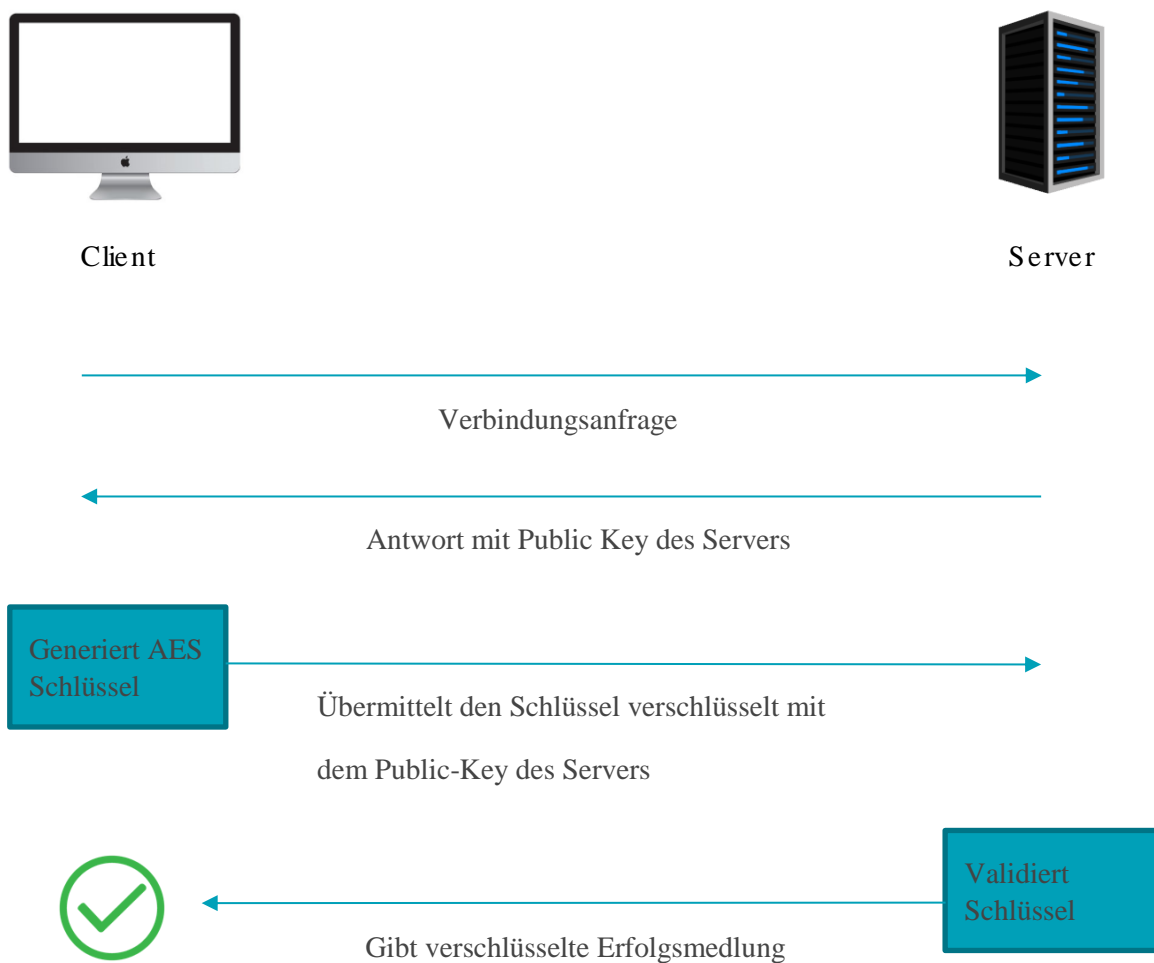 Client
Server
Verbindungsanfrage
Antwort mit Public Key des Servers
Generiert AES
Schlüssel
Übermittelt den Schlüssel verschlüsselt mit
dem Public-Key des Servers
Validiert
Schlüssel
Gibt verschlüsselte Erfolgsmedlung